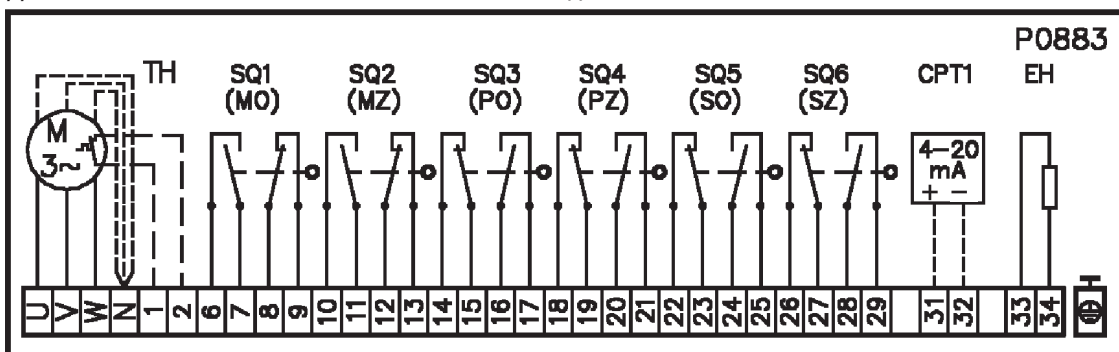 P0883
TH SQ1 SQ2 SQ3 SQ4 SQ5 SQ6 CPT1 EH
(MO) (MZ) (PO) (PZ) (SO) (SZ)
M
3~
4–20
mA
+ −
U V W N 1 2 6 7 8 9 10 11 12 13 14 15 16 17 18 19 20 21 22 23 24 25 26 27 28 29 31 32 33 34